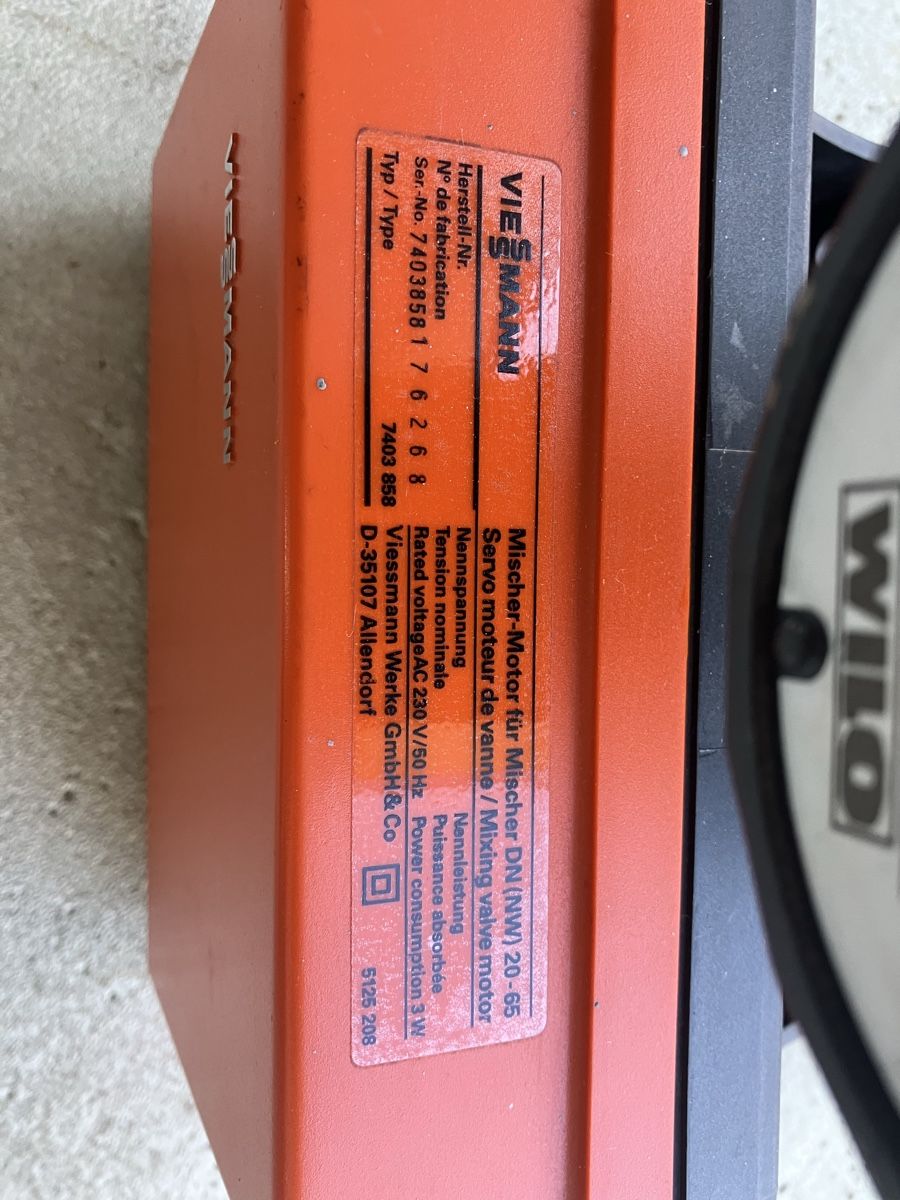 VIESSMANN
VIESSMANN
Herstell-Nr.
Nº de fabrication
Ser.-No. 74038581 7 6 2 6 8
Typ / Type 7403 858
Mischer-Motor für Mischer DN (NW) 20 - 65
Servo moteur de vanne / Mixing valve motor
Nennspannung Nennleistung
Tension nominale Puissance absorbée
Rated voltage AC 230 V/50 Hz Power consumption 3 W
Viessmann Werke GmbH&Co
D-35107 Allendorf 5125 208
WILO